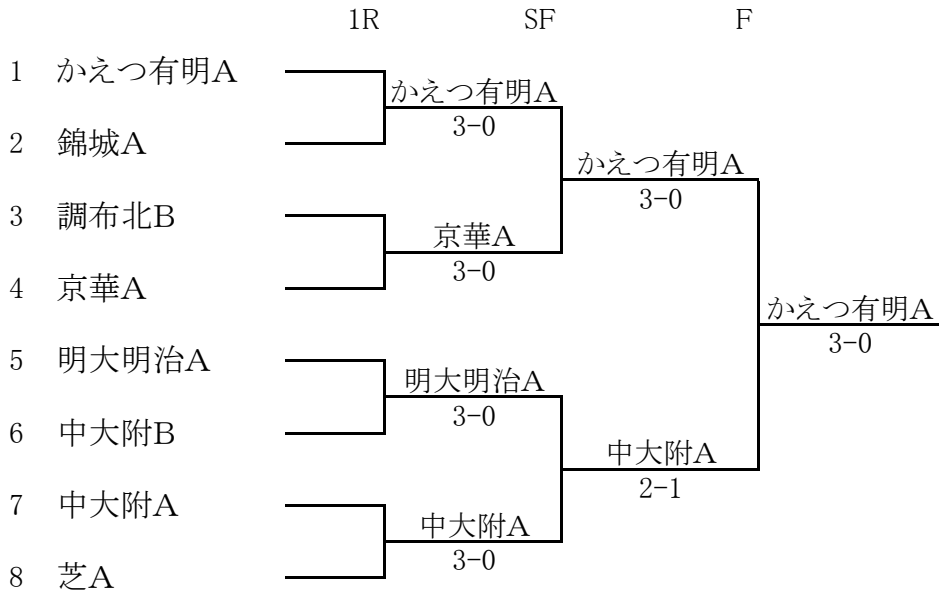 1R SF F
1 かえつ有明A
かえつ有明A
3-0
2 錦城A
かえつ有明A
3-0
3 調布北B
京華A
3-0
4 京華A
かえつ有明A
3-0
5 明大明治A
明大明治A
3-0
6 中大附B
中大附A
2-1
7 中大附A
中大附A
3-0
8 芝A